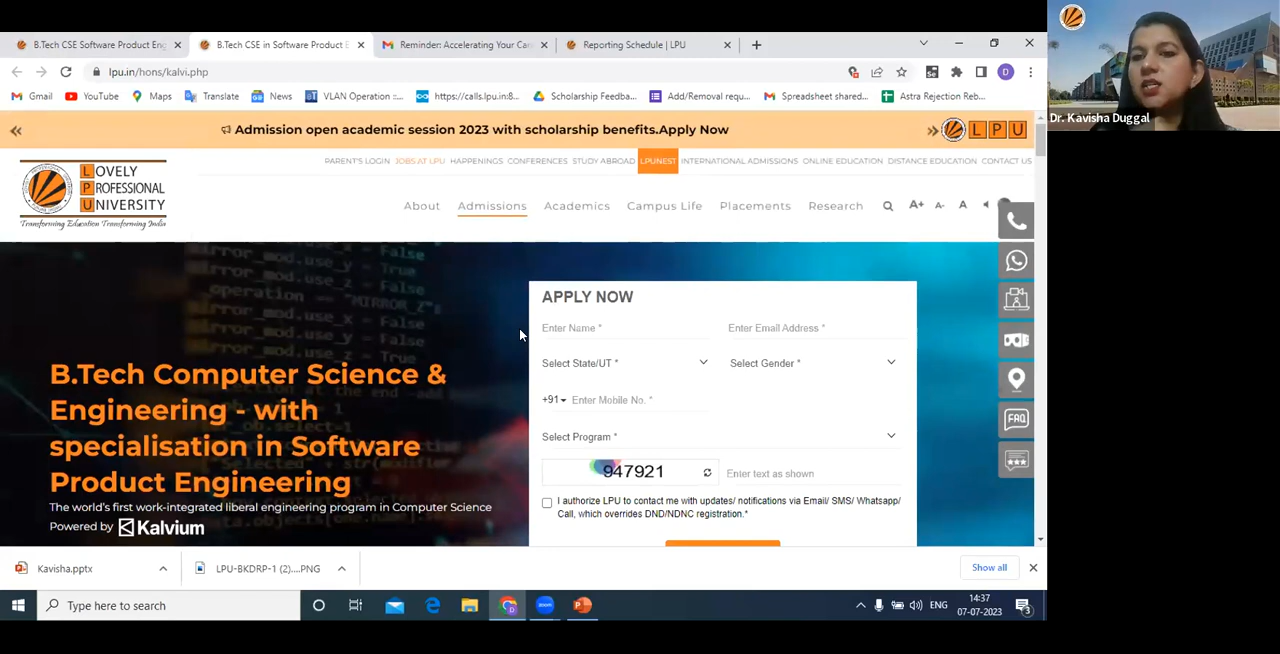 B.Tech CSE Software Product Eng
B.Tech CSE in Software Product E
Reminder: Accelerating Your Care
Reporting Schedule | LPU
lpu.in/hons/kalvi.php
Gmail
YouTube
Maps
Translate
News
VLAN Operation ::...
https://calls.lpu.in:8...
Scholarship Feedba...
Add/Removal requ...
Spreadsheet shared...
Astra Rejection Reb...
Dr. Kavisha Duggal
Admission open academic session 2023 with scholarship benefits.Apply Now
LPU
PARENT'S LOGIN JOBS AT LPU HAPPENINGS CONFERENCES STUDY ABROAD LPUNEST INTERNATIONAL ADMISSIONS ONLINE EDUCATION DISTANCE EDUCATION CONTACT US
LOVELY
PROFESSIONAL
UNIVERSITY
Transforming Education Transforming India
About Admissions Academics Campus Life Placements Research A+ A- A
APPLY NOW
Enter Name *
Enter Email Address *
Select State/UT *
Select Gender *
+91
Enter Mobile No. *
Select Program *
947921
Enter text as shown
I authorize LPU to contact me with updates/ notifications via Email/ SMS/ Whatsapp/
Call, which overrides DND/NDNC registration.*
B.Tech Computer Science &
Engineering - with
specialisation in Software
Product Engineering
The world's first work-integrated liberal engineering program in Computer Science
Powered by Kalvium
FAQ
Kavisha.pptx
LPU-BKDRP-1 (2)....PNG
Show all
Type here to search
zoom
ENG
14:37
07-07-2023
3